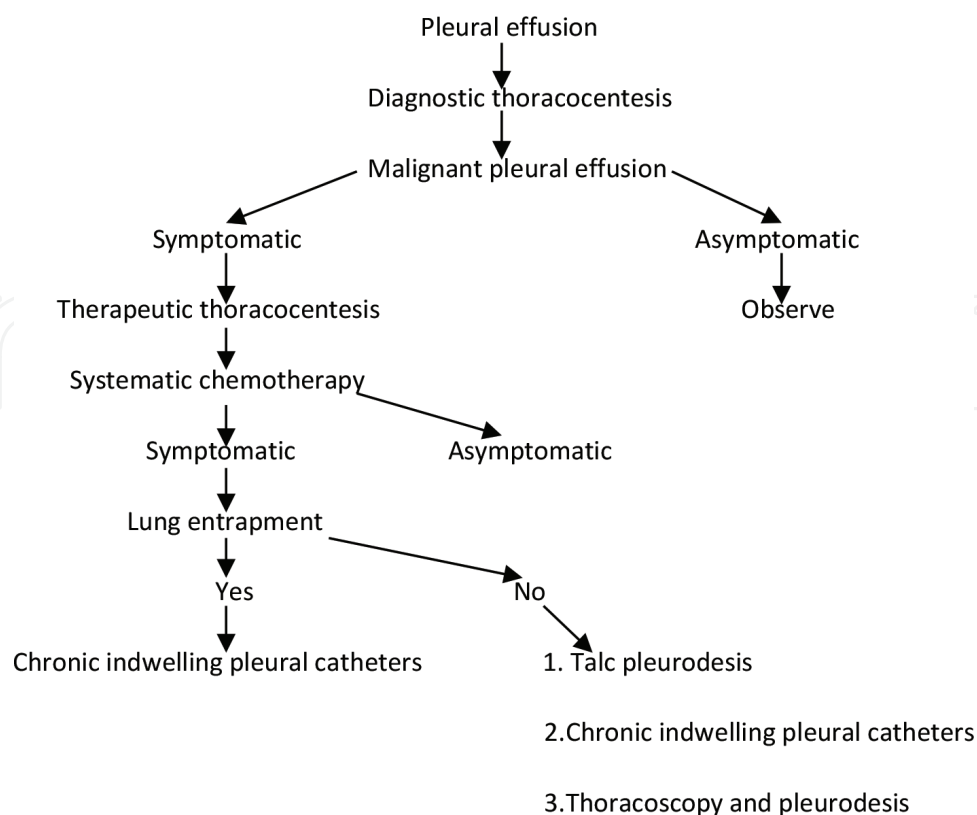 Pleural effusion
Diagnostic thoracocentesis
Malignant pleural effusion
Symptomatic
Asymptomatic
Therapeutic thoracocentesis
Observe
Systematic chemotherapy
Symptomatic
Asymptomatic
Lung entrapment
Yes
No
Chronic indwelling pleural catheters
1. Talc pleurodesis
2.Chronic indwelling pleural catheters
3.Thoracoscopy and pleurodesis